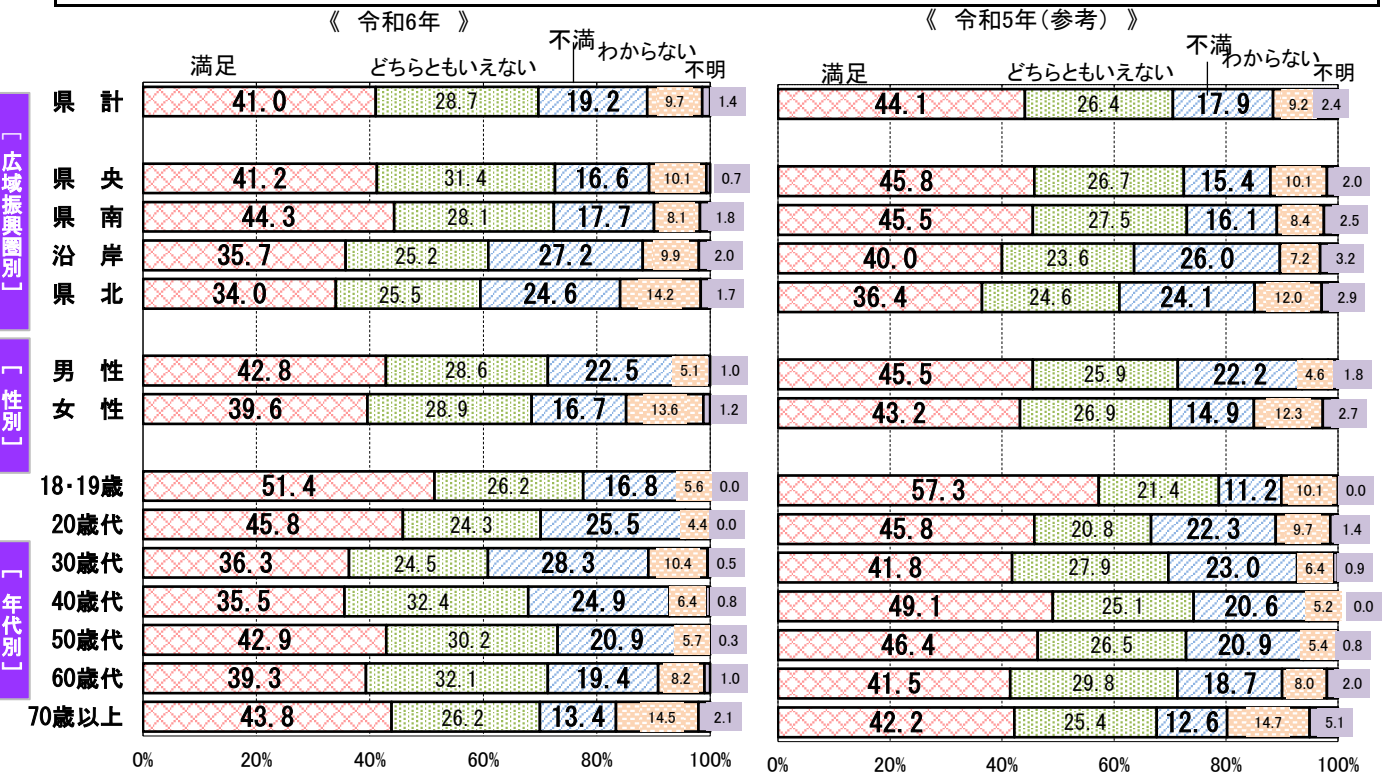 《 令和6年 》
《 令和5年(参考) 》
満足 どちらともいえない 不満 わからない 不明
満足 どちらともいえない 不満 わからない 不明
県 計 41.0 28.7 19.2 9.7 1.4 44.1 26.4 17.9 9.2 2.4
[ 広域振興圏別 ]
県 央 41.2 31.4 16.6 10.1 0.7 45.8 26.7 15.4 10.1 2.0
県 南 44.3 28.1 17.7 8.1 1.8 45.5 27.5 16.1 8.4 2.5
沿 岸 35.7 25.2 27.2 9.9 2.0 40.0 23.6 26.0 7.2 3.2
県 北 34.0 25.5 24.6 14.2 1.7 36.4 24.6 24.1 12.0 2.9
[ 性別 ]
男 性 42.8 28.6 22.5 5.1 1.0 45.5 25.9 22.2 4.6 1.8
女 性 39.6 28.9 16.7 13.6 1.2 43.2 26.9 14.9 12.3 2.7
[ 年代別 ]
18・19歳 51.4 26.2 16.8 5.6 0.0 57.3 21.4 11.2 10.1 0.0
20歳代 45.8 24.3 25.5 4.4 0.0 45.8 20.8 22.3 9.7 1.4
30歳代 36.3 24.5 28.3 10.4 0.5 41.8 27.9 23.0 6.4 0.9
40歳代 35.5 32.4 24.9 6.4 0.8 49.1 25.1 20.6 5.2 0.0
50歳代 42.9 30.2 20.9 5.7 0.3 46.4 26.5 20.9 5.4 0.8
60歳代 39.3 32.1 19.4 8.2 1.0 41.5 29.8 18.7 8.0 2.0
70歳以上 43.8 26.2 13.4 14.5 2.1 42.2 25.4 12.6 14.7 5.1
0% 20% 40% 60% 80% 100%
0% 20% 40% 60% 80% 100%